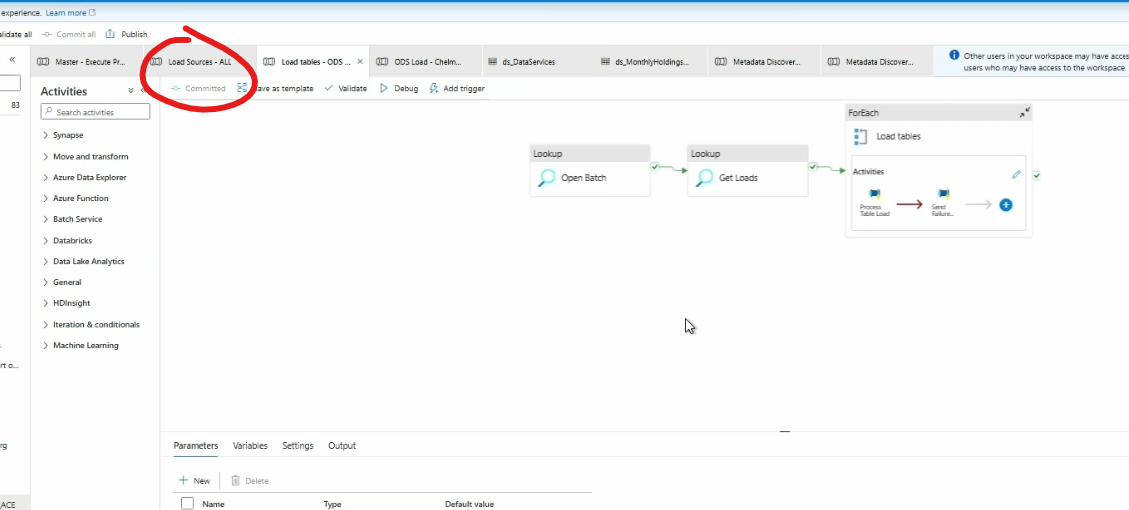 experience. Learn more
alidate all Commit all Publish
Master - Execute Pr... Load Sources - ALL Load tables - ODS ... ODS Load - Chelm... ds_DataServices ds_MonthlyHoldings... Metadata Discover... Metadata Discover...
Other users in your workspace may have acces
users who may have access to the workspace
83
Activities
Search activities
Synapse
Move and transform
Azure Data Explorer
Azure Function
Batch Service
Databricks
Data Lake Analytics
General
HDInsight
Iteration & conditionals
Machine Learning
Committed ave as template Validate Debug Add trigger
Lookup
Open Batch
Lookup
Get Loads
ForEach
Load tables
Activities
Process
Table Load
Send
Failure...
rt o...
rg
ACE
Parameters Variables Settings Output
New Delete
Name Type Default value